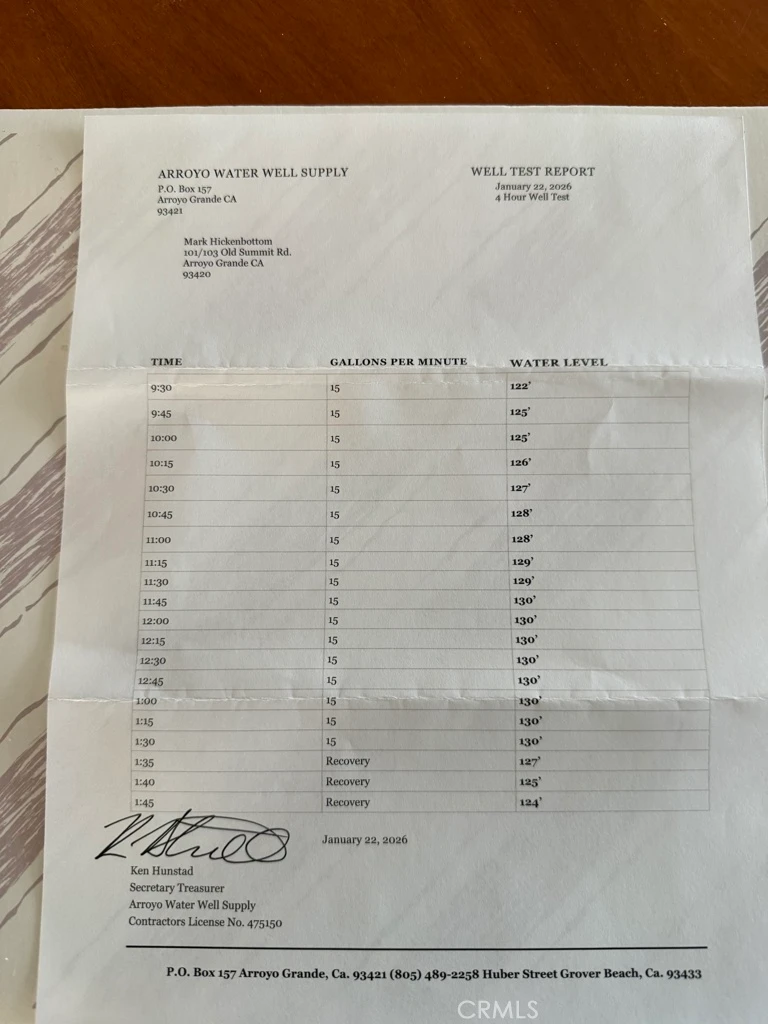 ARROYO WATER WELL SUPPLY
P.O. Box 157
Arroyo Grande CA
93421
WELL TEST REPORT
January 22, 2026
4 Hour Well Test
Mark Hickenbottom
101/103 Old Summit Rd.
Arroyo Grande CA
93420
TIME GALLONS PER MINUTE WATER LEVEL
9:30 15 122'
9:45 15 125'
10:00 15 125'
10:15 15 126'
10:30 15 127'
10:45 15 128'
11:00 15 128'
11:15 15 129'
11:30 15 129'
11:45 15 130'
12:00 15 130'
12:15 15 130'
12:30 15 130'
12:45 15 130'
1:00 15 130'
1:15 15 130'
1:30 15 130'
1:35 Recovery 127'
1:40 Recovery 125'
1:45 Recovery 124'
January 22, 2026
Ken Hunstad
Secretary Treasurer
Arroyo Water Well Supply
Contractors License No. 475150
P.O. Box 157 Arroyo Grande, Ca. 93421 (805) 489-2258 Huber Street Grover Beach, Ca. 93433
CRMLS